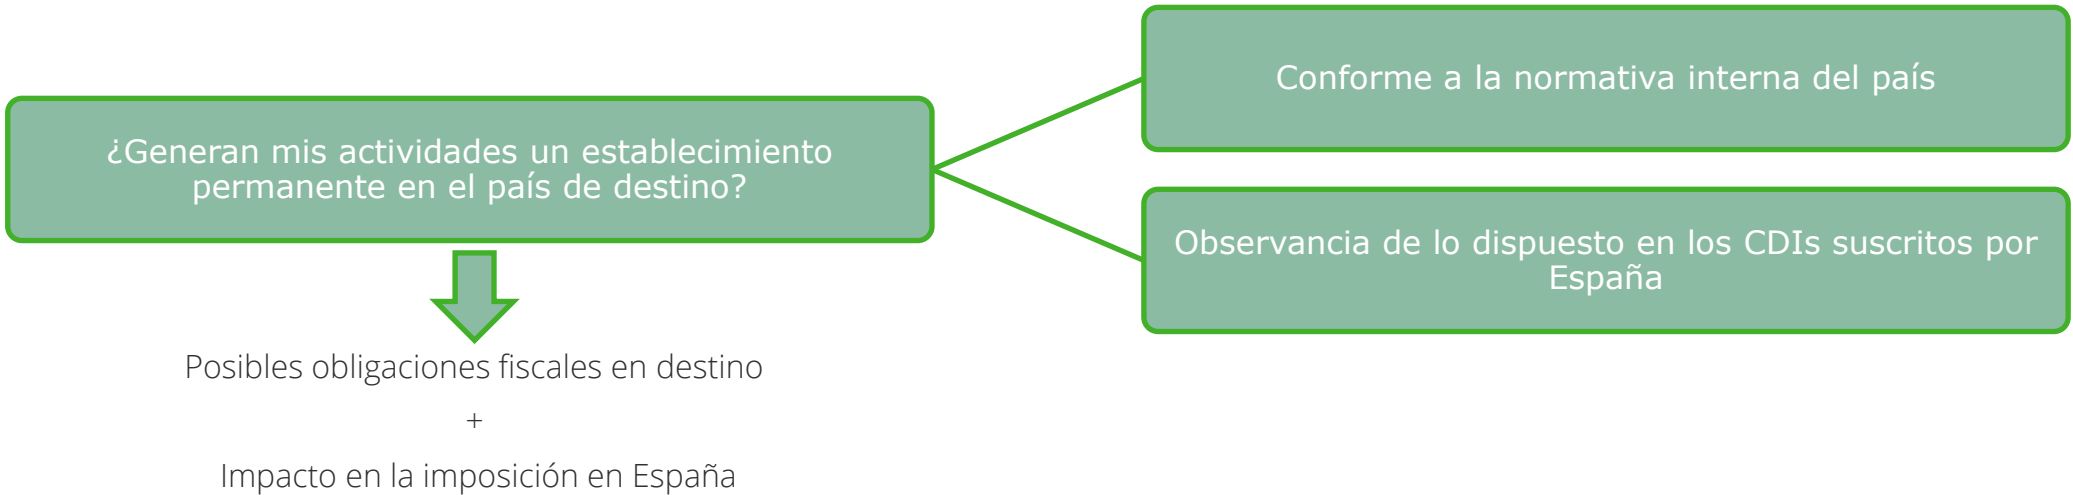 ¿Generan mis actividades un establecimiento
permanente en el país de destino?
Conforme a la normativa interna del país
Observancia de lo dispuesto en los CDIs suscritos por
España
Posibles obligaciones fiscales en destino
+
Impacto en la imposición en España